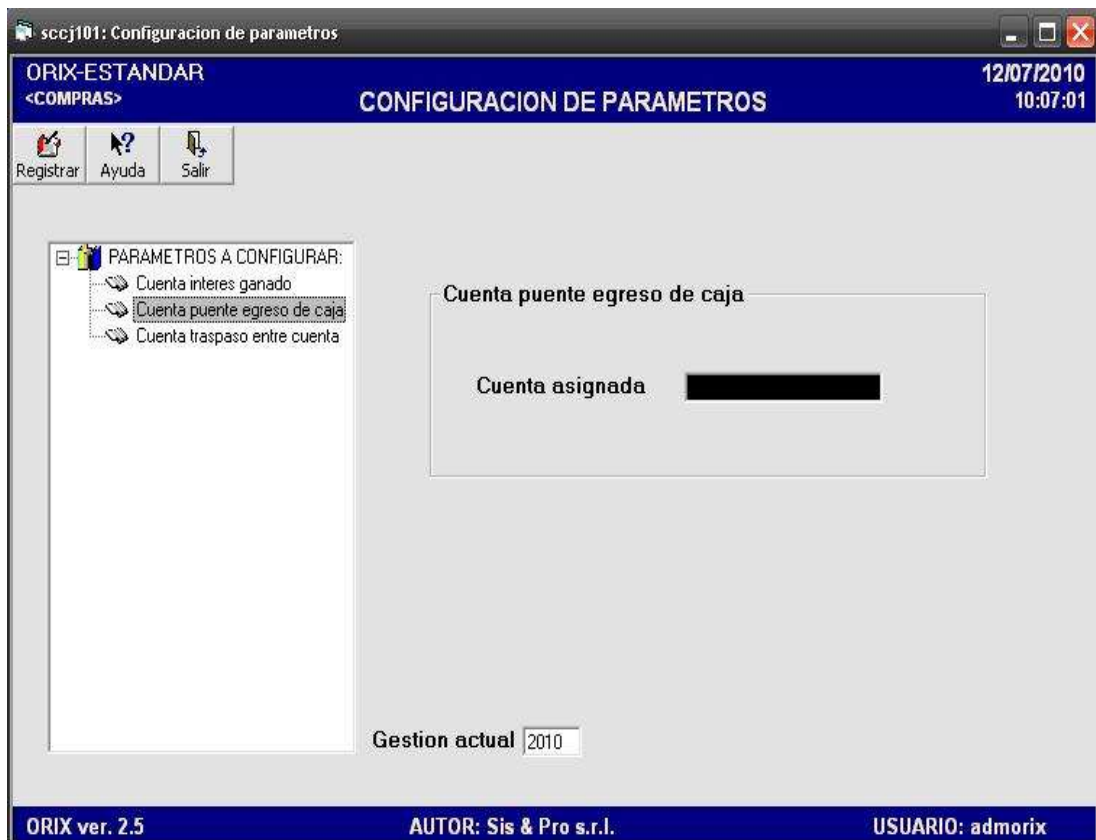 sccj101: Configuracion de parametros
ORIX-ESTANDAR
12/07/2010
<COMPRAS>
CONFIGURACION DE PARAMETROS
10:07:01
Registrar
Ayuda
Salir
PARAMETROS A CONFIGURAR:
Cuenta interes ganado
Cuenta puente egreso de caja
Cuenta traspaso entre cuenta
Cuenta puente egreso de caja
Cuenta asignada
Gestion actual 2010
ORIX ver. 2.5
AUTOR: Sis & Pro s.r.l.
USUARIO: admorix